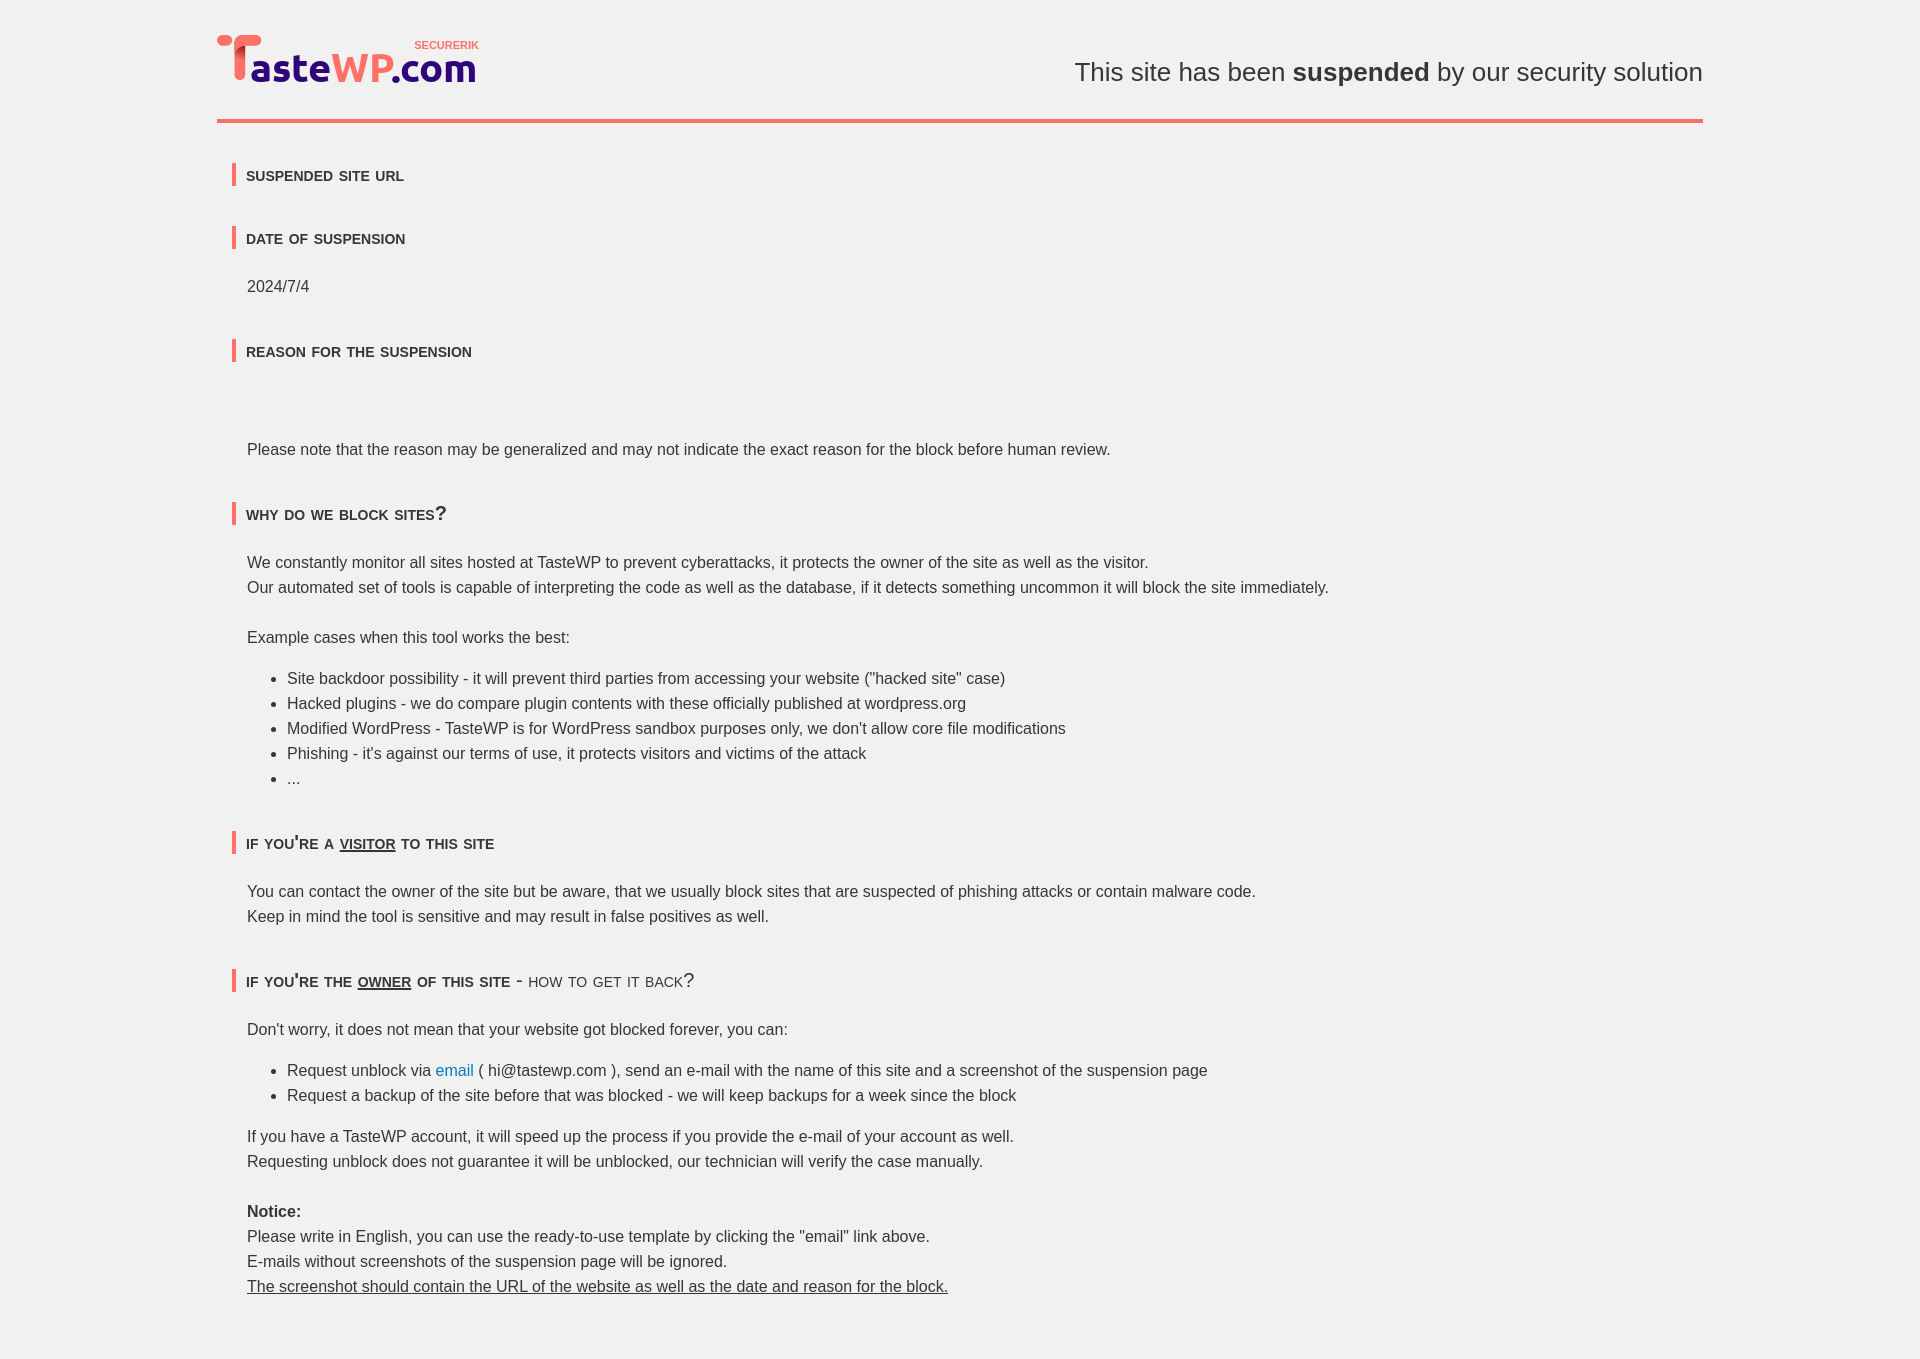 SECURERIK
TasteWP.com
This site has been suspended by our security solution
SUSPENDED SITE URL
DATE OF SUSPENSION
2024/7/4
REASON FOR THE SUSPENSION
Please note that the reason may be generalized and may not indicate the exact reason for the block before human review.
WHY DO WE BLOCK SITES?
We constantly monitor all sites hosted at TasteWP to prevent cyberattacks, it protects the owner of the site as well as the visitor.
Our automated set of tools is capable of interpreting the code as well as the database, if it detects something uncommon it will block the site immediately.
Example cases when this tool works the best:
• Site backdoor possibility - it will prevent third parties from accessing your website ("hacked site" case)
• Hacked plugins - we do compare plugin contents with these officially published at wordpress.org
• Modified WordPress - TasteWP is for WordPress sandbox purposes only, we don't allow core file modifications
• Phishing - it's against our terms of use, it protects visitors and victims of the attack
• ...
IF YOU'RE A VISITOR TO THIS SITE
You can contact the owner of the site but be aware, that we usually block sites that are suspected of phishing attacks or contain malware code.
Keep in mind the tool is sensitive and may result in false positives as well.
IF YOU'RE THE OWNER OF THIS SITE - HOW TO GET IT BACK?
Don't worry, it does not mean that your website got blocked forever, you can:
• Request unblock via email ( hi@tastewp.com ), send an e-mail with the name of this site and a screenshot of the suspension page
• Request a backup of the site before that was blocked - we will keep backups for a week since the block
If you have a TasteWP account, it will speed up the process if you provide the e-mail of your account as well.
Requesting unblock does not guarantee it will be unblocked, our technician will verify the case manually.
Notice:
Please write in English, you can use the ready-to-use template by clicking the "email" link above.
E-mails without screenshots of the suspension page will be ignored.
The screenshot should contain the URL of the website as well as the date and reason for the block.